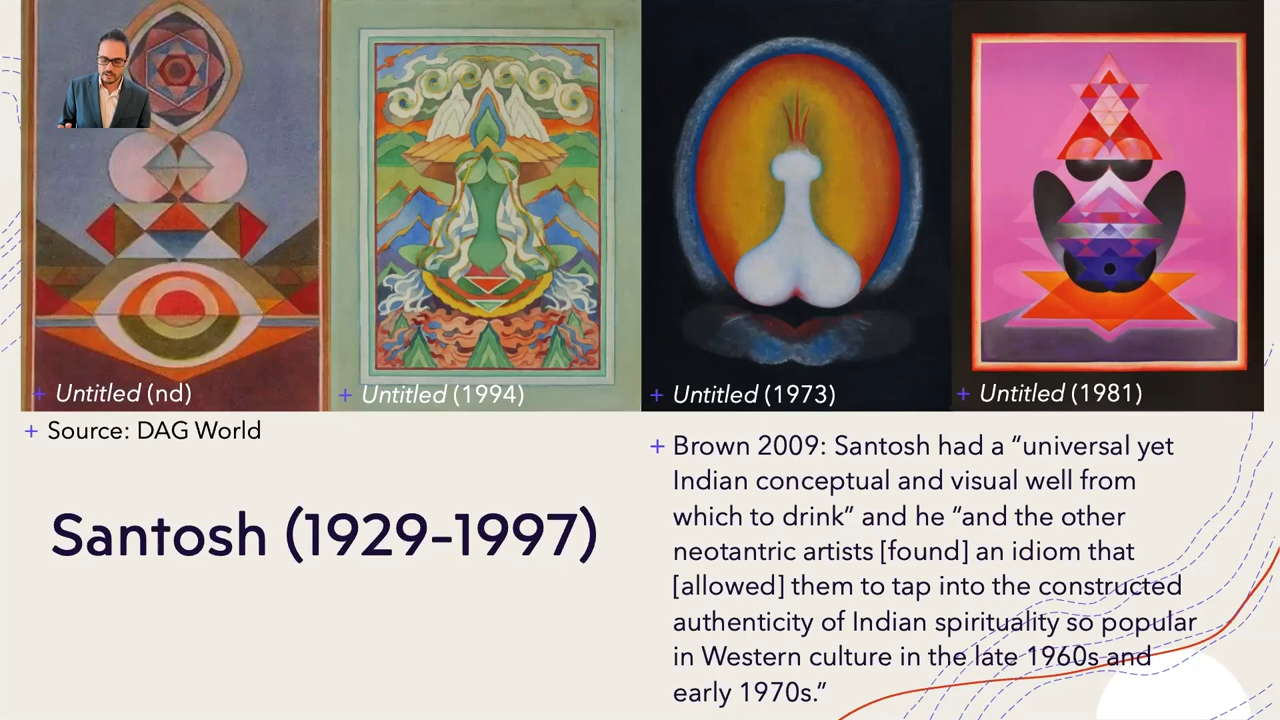 + Untitled (nd)
+ Untitled (1994)
+ Untitled (1973)
+ Untitled (1981)
+ Source: DAG World
Santosh (1929–1997)
+ Brown 2009: Santosh had a “universal yet
Indian conceptual and visual well from
which to drink” and he “and the other
neotantric artists [found] an idiom that
[allowed] them to tap into the constructed
authenticity of Indian spirituality so popular
in Western culture in the late 1960s and
early 1970s.”